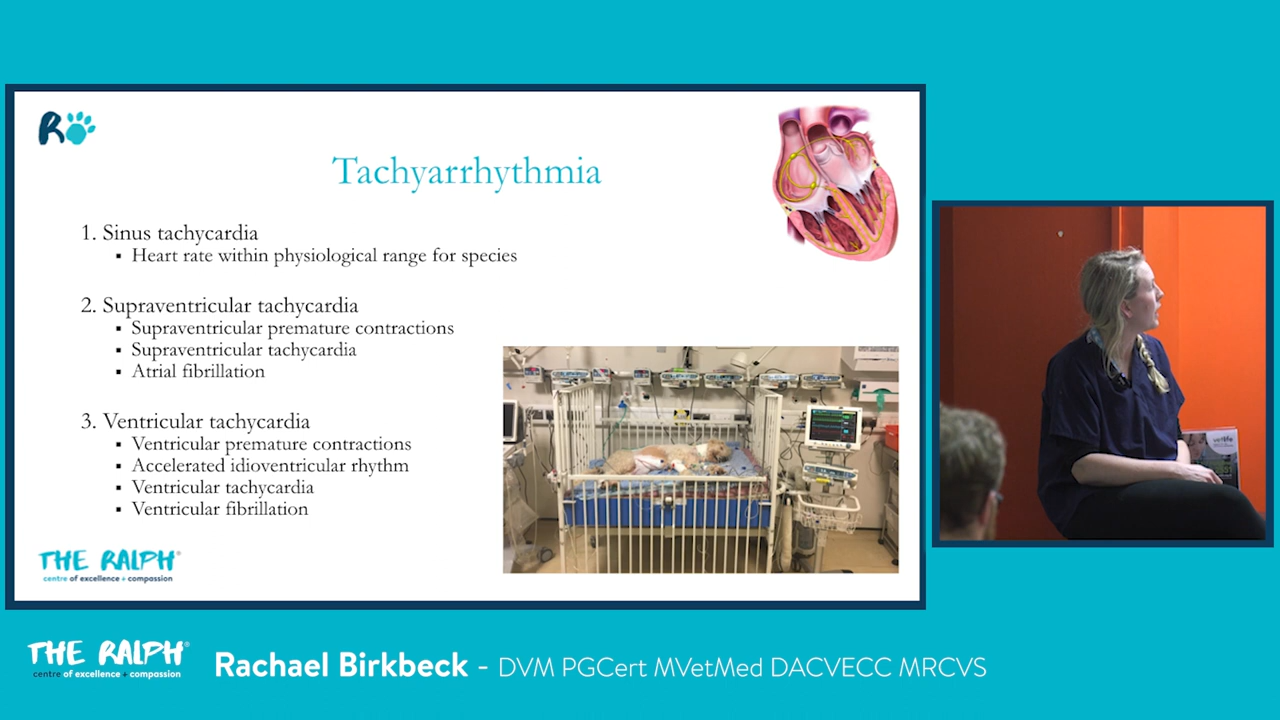 R
Tachyarrhythmia
1. Sinus tachycardia
▪ Heart rate within physiological range for species
2. Supraventricular tachycardia
▪ Supraventricular premature contractions
▪ Supraventricular tachycardia
▪ Atrial fibrillation
3. Ventricular tachycardia
▪ Ventricular premature contractions
▪ Accelerated idioventricular rhythm
▪ Ventricular tachycardia
▪ Ventricular fibrillation
THE RALPH®
centre of excellence + compassion
vetlife
THE RALPH®
centre of excellence + compassion
Rachael Birkbeck - DVM PGCert MVetMed DACVECC MRCVS